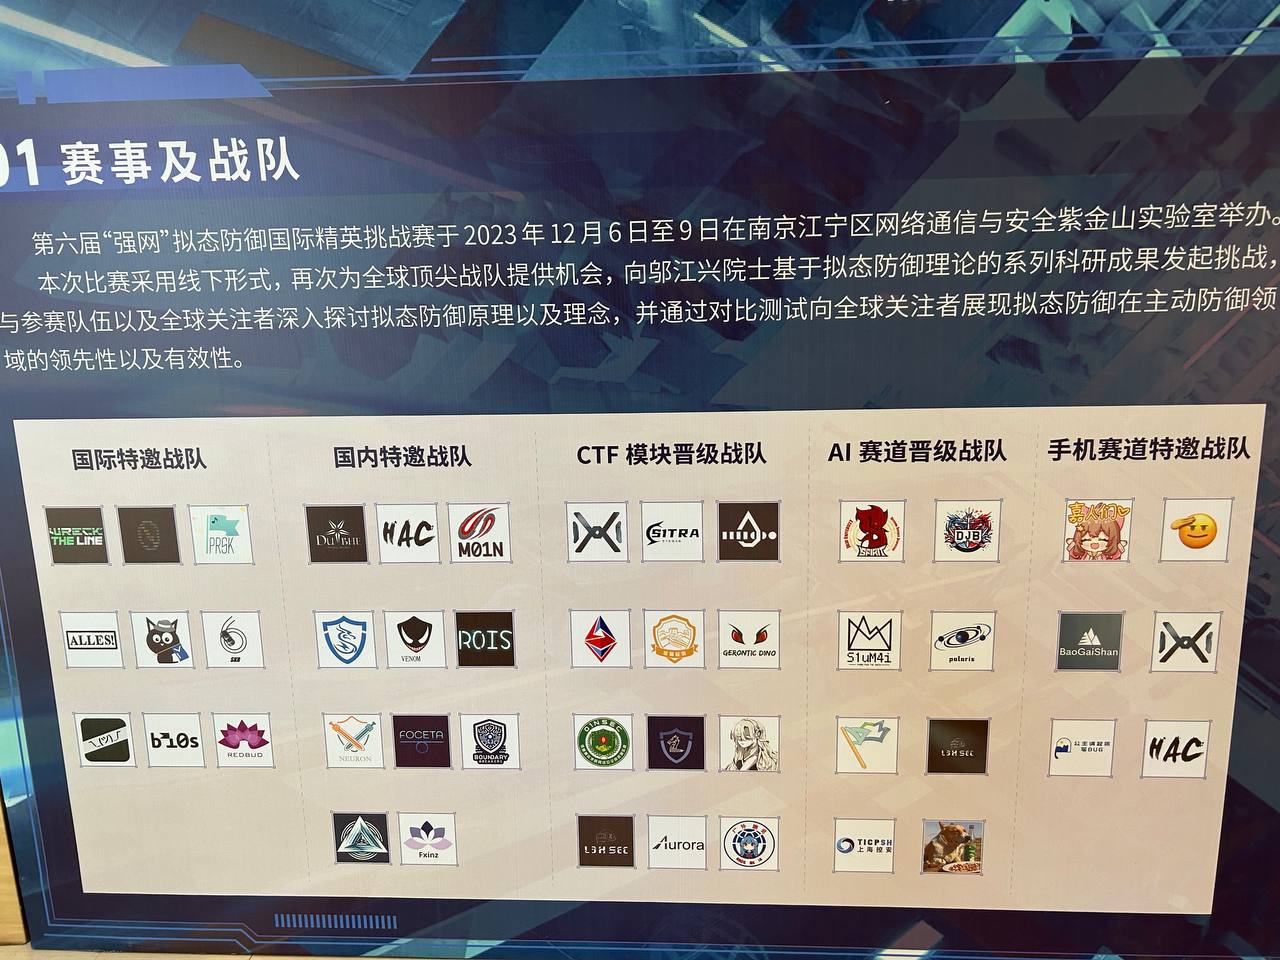 01 赛事及战队
第六届“强网”拟态防御国际精英挑战赛于 2023 年 12 月 6 日至 9 日在南京江宁区网络通信与安全紫金山实验室举办。
本次比赛采用线下形式，再次为全球顶尖战队提供机会，向邬江兴院士基于拟态防御理论的系列科研成果发起挑战，
与参赛队伍以及全球关注者深入探讨拟态防御原理以及理念，并通过对比测试向全球关注者展现拟态防御在主动防御领
域的领先性以及有效性。
国际特邀战队
国内特邀战队
CTF 模块晋级战队
AI 赛道晋级战队
手机赛道特邀战队
WRECK
THE LINE
PRSK
DUBHE
HAC
M01N
SITRA
DJB
真人们
ALLES!
SKR
VENOM
ROIS
GERONTIC DINO
S1uM4i
polaris
BaoGaiShan
b3f0s
REDBUD
NEURON
FOCETA
BOUNDARY
01NSEC
L3H SEC
HAC
Fxinz
L3H SEC
Aurora
TICPSH
上海控安